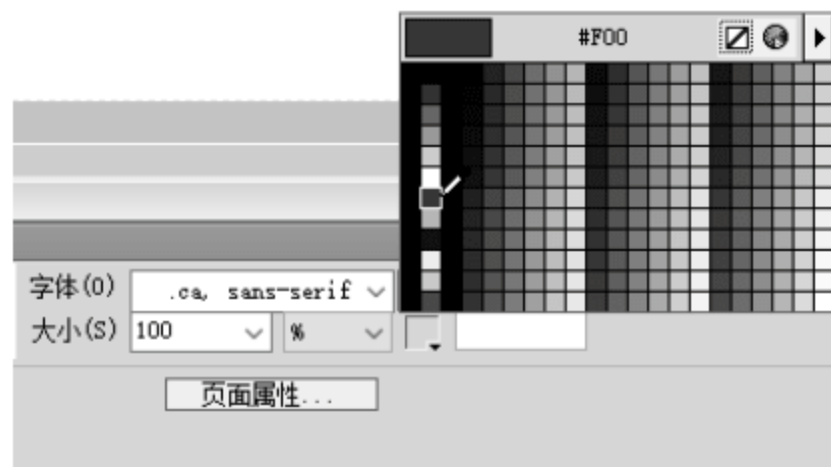 #F00
字体(O) .ca, sans-serif
大小(S) 100 %
页面属性...